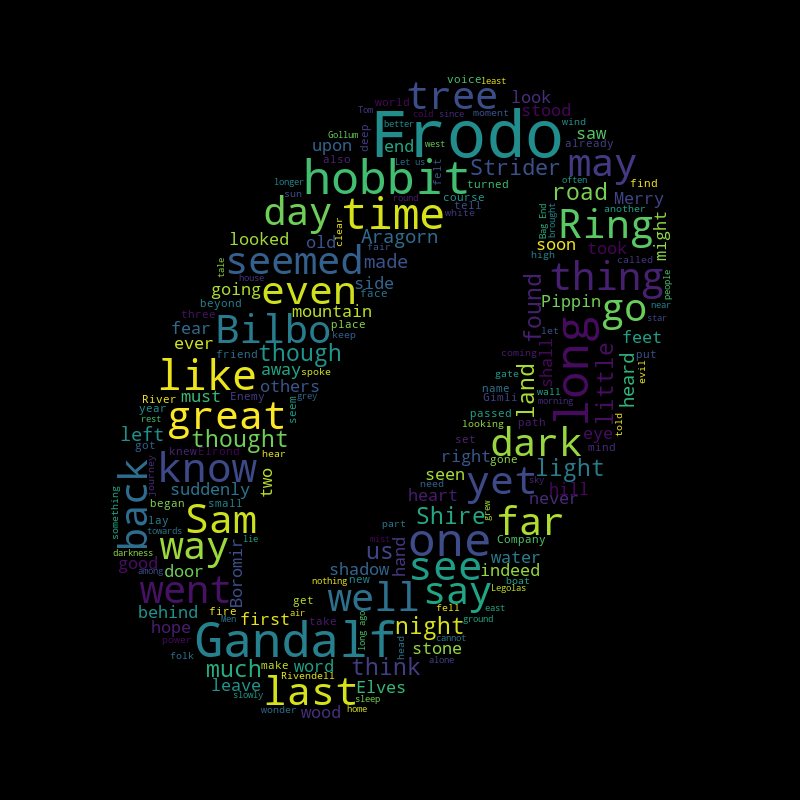 voice least
tree look
Tom world cold since moment stood
Frodo
better wind
Gollum end saw
upon deep west already
also Let us felt Strider may
hobbit turned often
longer course road find
sun round Merry
day time tell another
white Bag End brought Ring
clear might
looked old Aragorn soon took
fair high called people
seemed made thing
tale house side near
going even face found star
beyond mountain Pippin go
three place let
fear Bilbo keep long feet
ever friend though coming shall heard put
away gate wall little evil
like spoke land
others name
River must Enemy Gimli morning
year seem grey passed
rest great path told
looking
left thought set eye
got dark mind
knew Elrond hear right gone
back journey know two seen light
suddenly need sky hill
something began small yet never
heart grew
lay Sam Shire far
towards part
way lie one Company
darkness mist
among us hand see water
good door shadow indeed
Boromir new boat
went nothing say Legolas
behind fire well fell east
first get air
Men long ago ground
hope take night
power Gandalf cannot
head stone
folk much word think alone
make
leave Rivendell Elves
slowly last sleep
wonder wood home